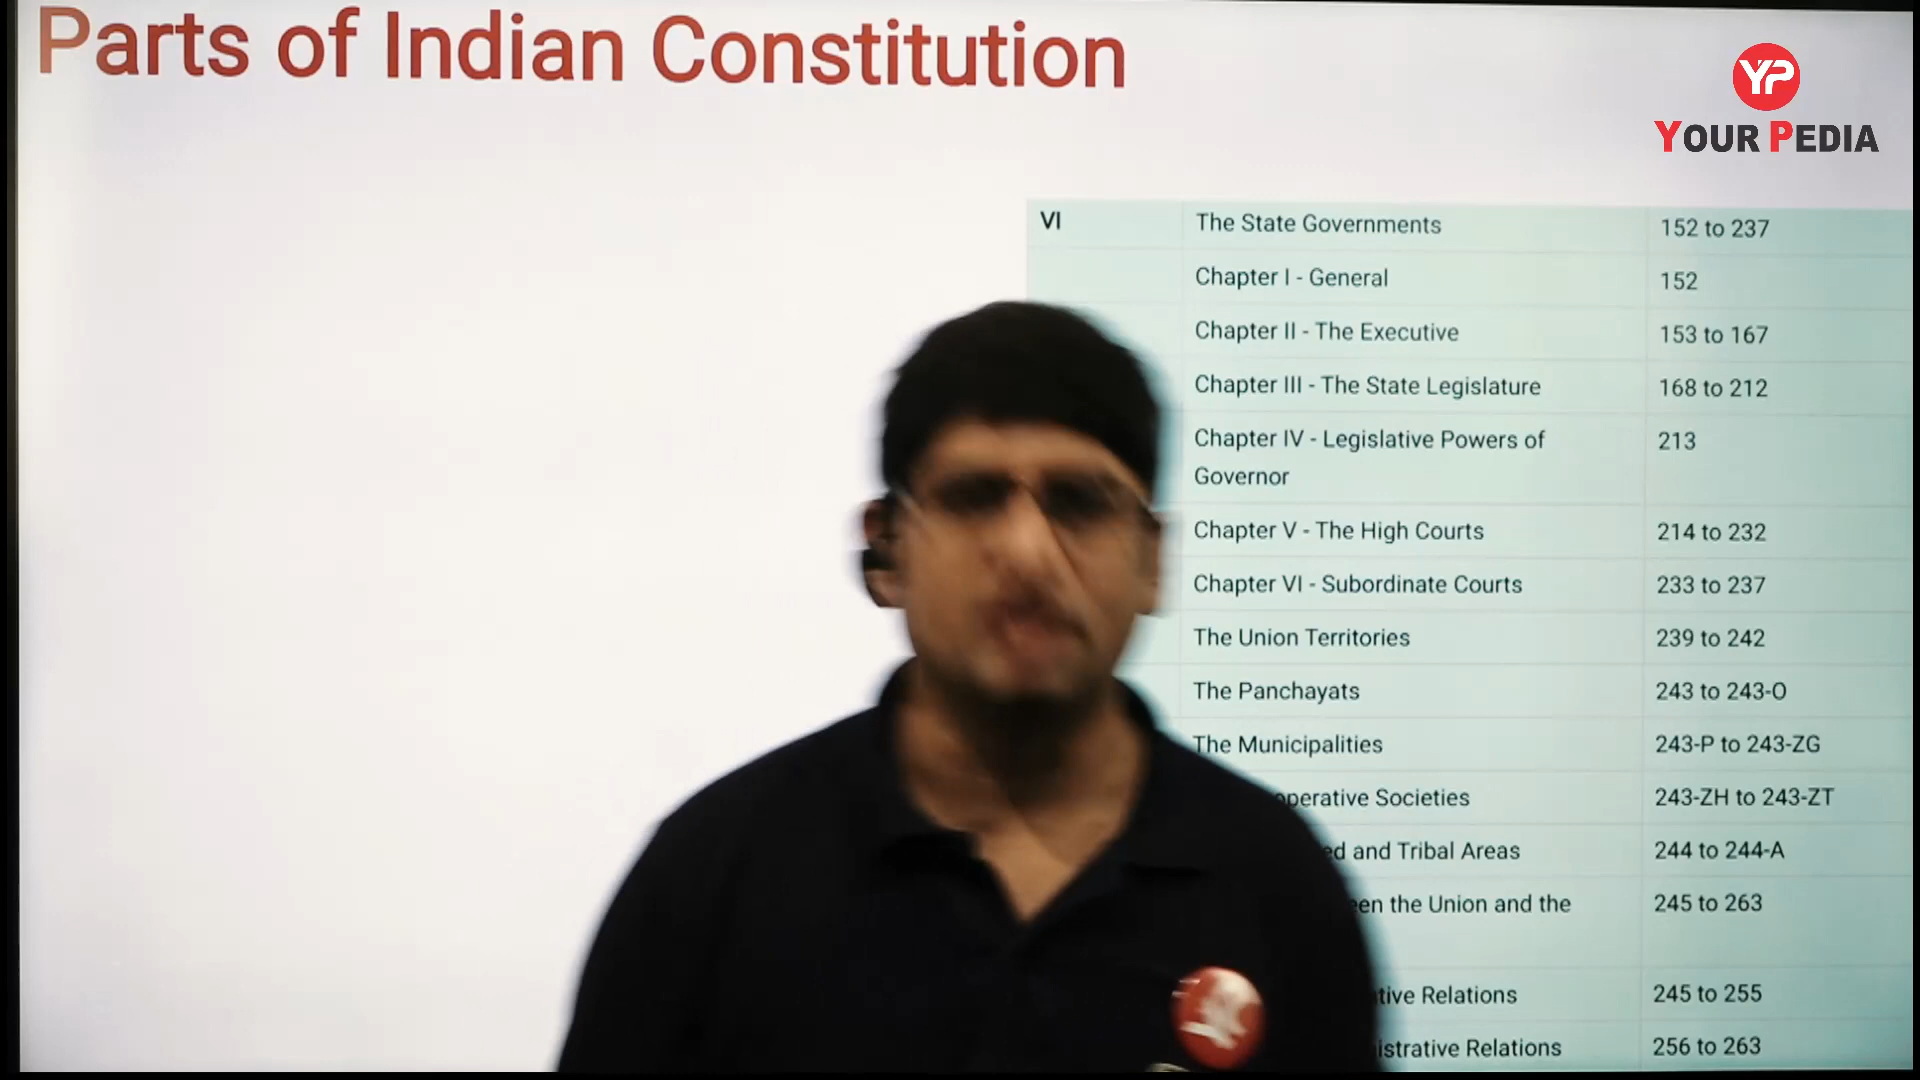 Parts of Indian Constitution
YP
YOUR PEDIA
VI The State Governments 152 to 237
Chapter I - General 152
Chapter II - The Executive 153 to 167
Chapter III - The State Legislature 168 to 212
Chapter IV - Legislative Powers of 213
Governor
Chapter V - The High Courts 214 to 232
Chapter VI - Subordinate Courts 233 to 237
The Union Territories 239 to 242
The Panchayats 243 to 243-O
The Municipalities 243-P to 243-ZG
Societies 243-ZH to 243-ZT
and Tribal Areas 244 to 244-A
the Union and the 245 to 263
Relations 245 to 255
Relations 256 to 263